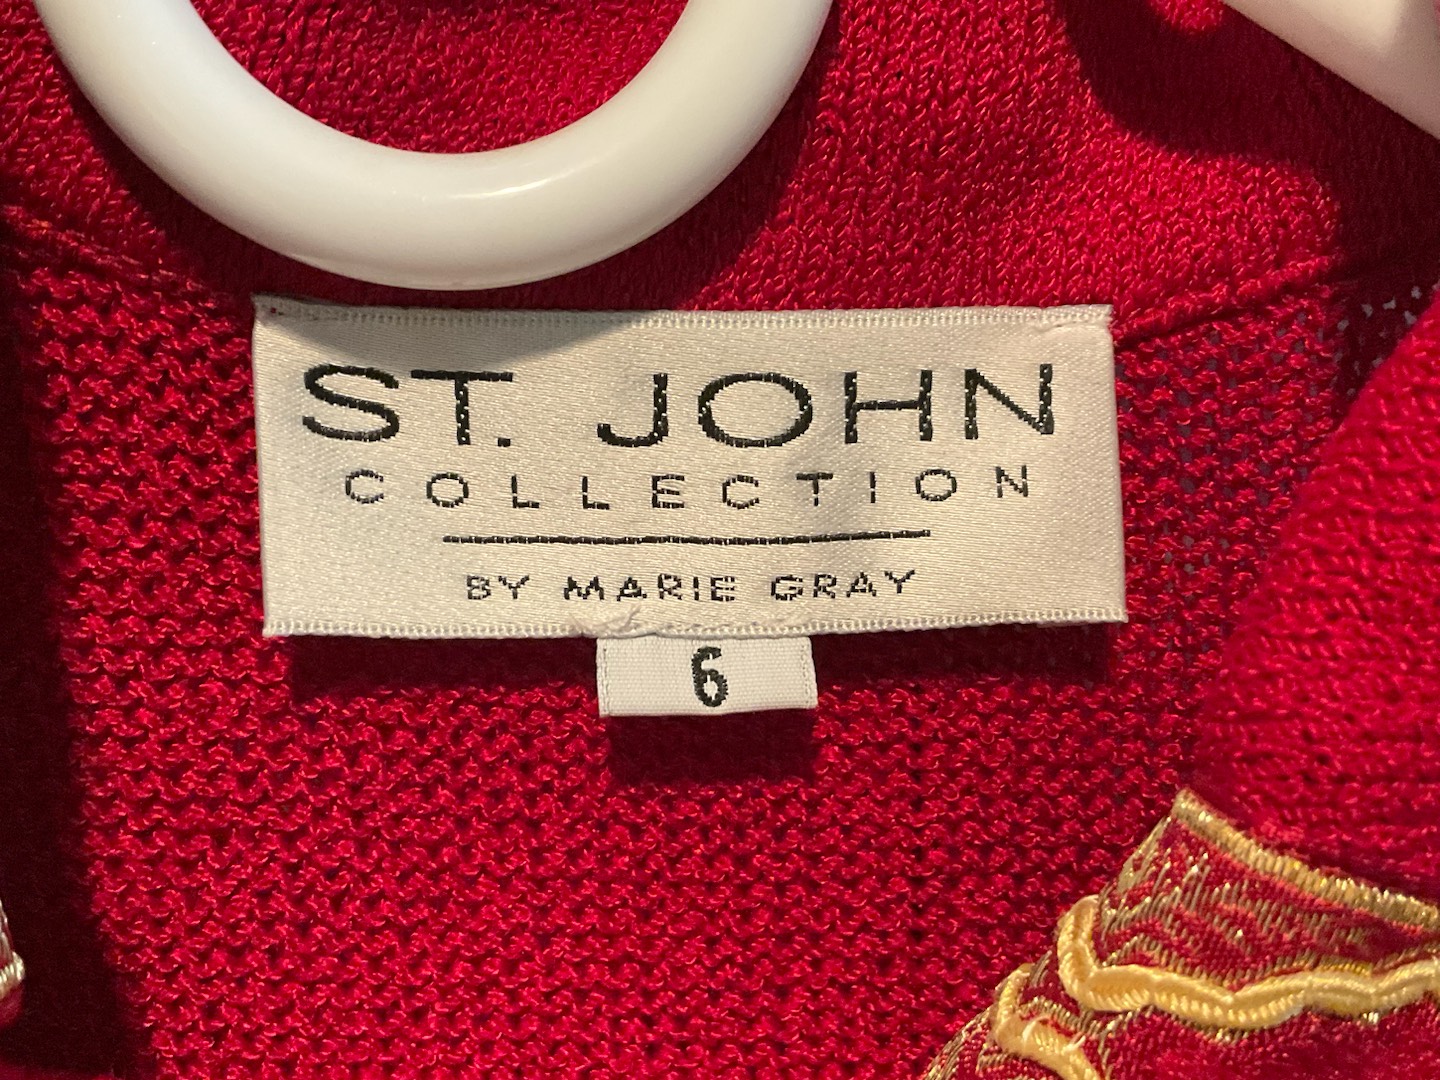 ST. JOHN
COLLECTION
BY MARIE GRAY
6